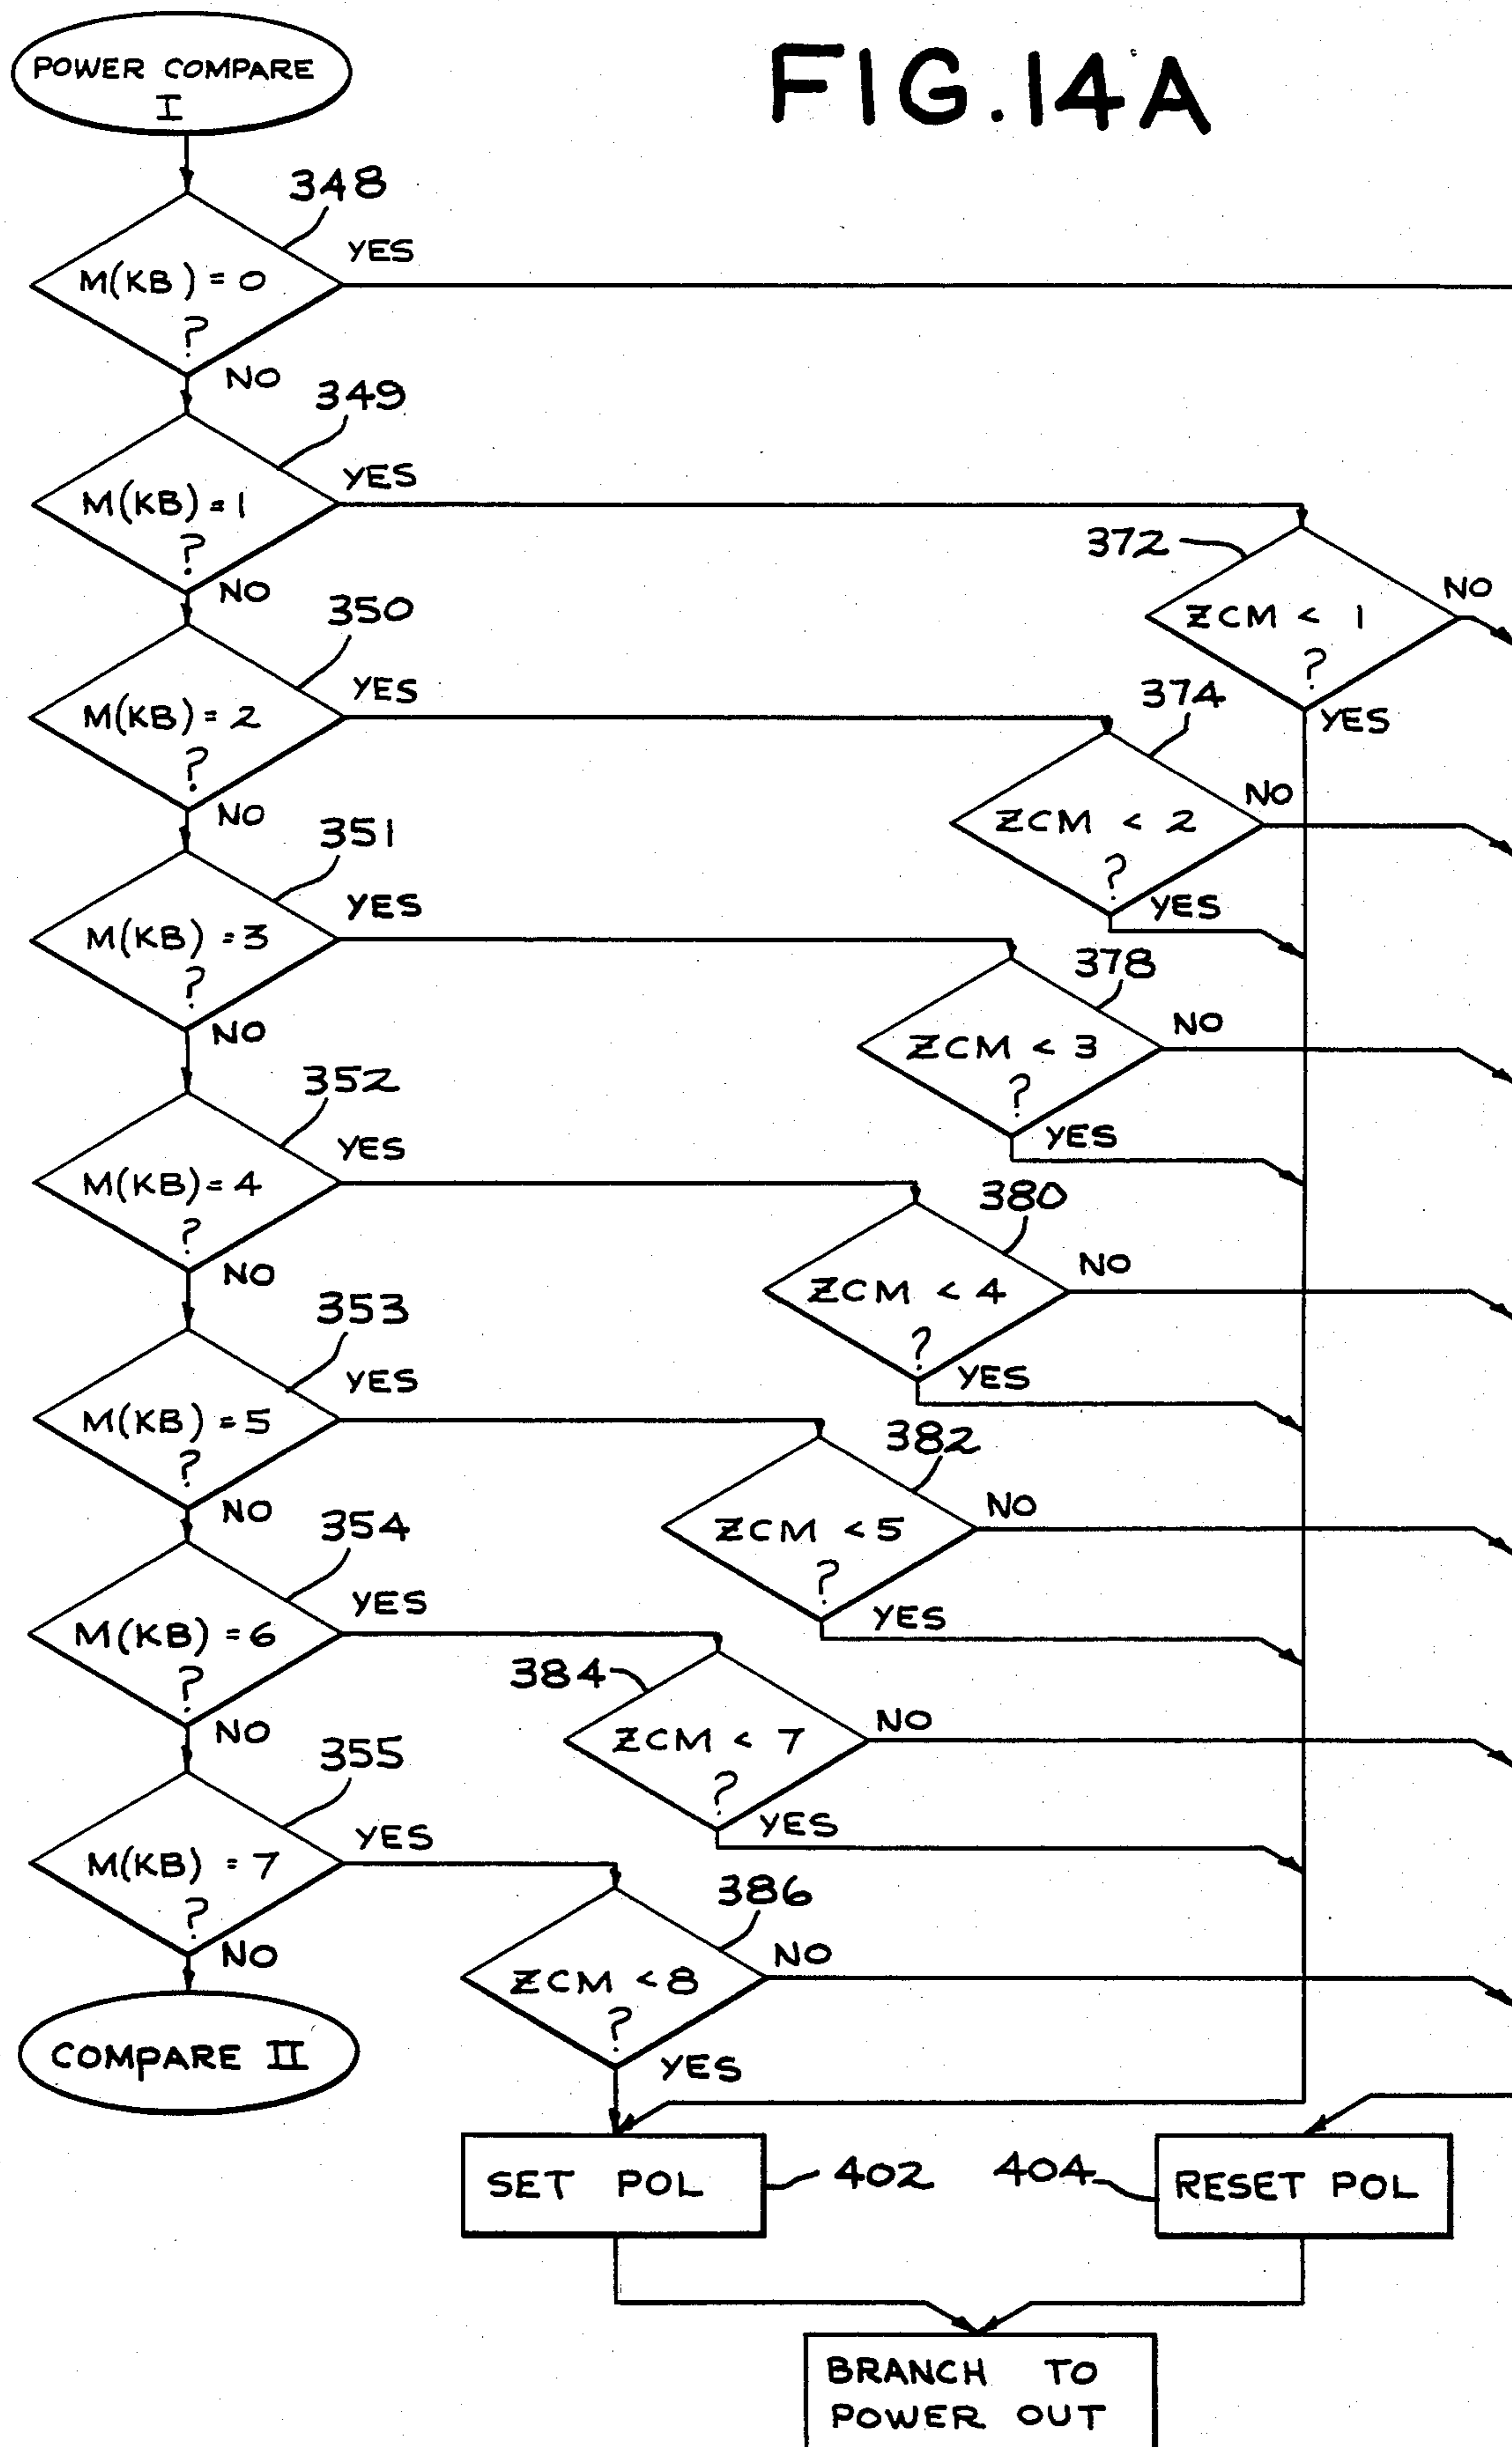 FIG.14A
POWER COMPARE
I
348
YES
M(KB) = 0
?
NO
349
YES
M(KB) = 1
?
NO
372
ZCM < 1
?
NO
YES
350
YES
M(KB) = 2
?
NO
374
ZCM < 2
?
NO
YES
351
YES
M(KB) = 3
?
NO
378
ZCM < 3
?
NO
YES
352
YES
M(KB) = 4
?
NO
380
ZCM < 4
?
NO
YES
353
YES
M(KB) = 5
?
NO
382
ZCM < 5
?
NO
YES
354
YES
M(KB) = 6
?
NO
384
ZCM < 7
?
NO
YES
355
YES
M(KB) = 7
?
NO
386
ZCM < 8
?
NO
YES
COMPARE II
SET POL
402
404
RESET POL
BRANCH TO
POWER OUT